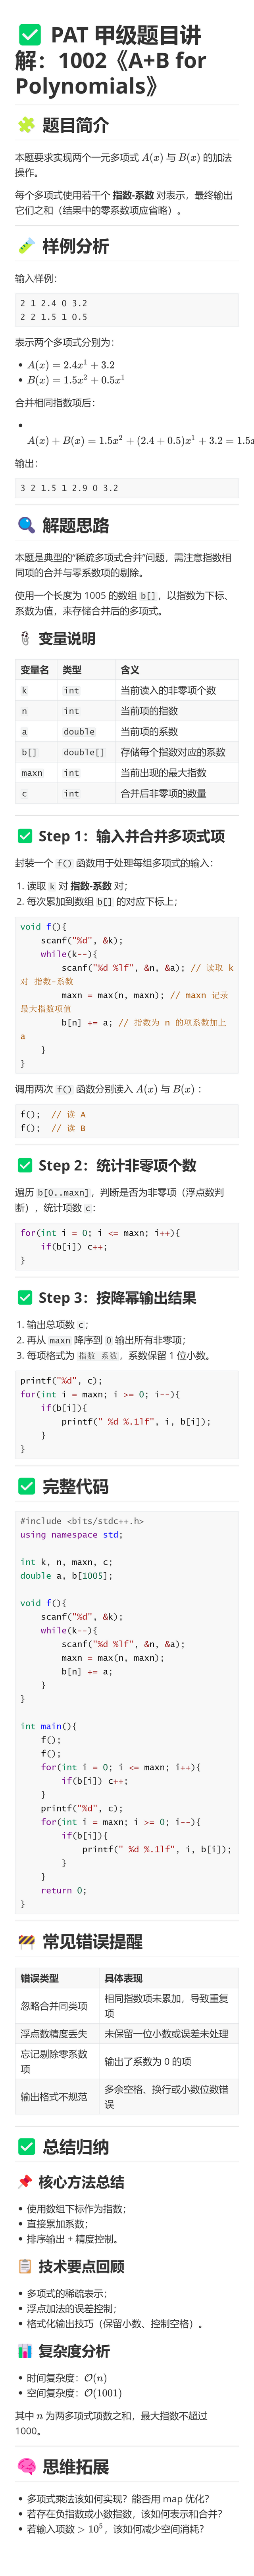 ✅ PAT 甲级题目讲
解：1002《A+B for
Polynomials》
🧩 题目简介
本题要求实现两个一元多项式 A(x) 与 B(x) 的加法
操作。
每个多项式使用若干个 指数-系数 对表示，最终输出
它们之和（结果中的零系数项应省略）。
🧪 样例分析
输入样例：
2 1 2.4 0 3.2
2 2 1.5 1 0.5
表示两个多项式分别为：
• A(x) = 2.4x¹ + 3.2
• B(x) = 1.5x² + 0.5x¹
合并相同指数项后：
•
A(x) + B(x) = 1.5x² + (2.4 + 0.5)x¹ + 3.2 = 1.5x
输出：
3 2 1.5 1 2.9 0 3.2
🔍 解题思路
本题是典型的“稀疏多项式合并”问题，需注意指数相
同项的合并与零系数项的剔除。
使用一个长度为 1005 的数组 b[]，以指数为下标、
系数为值，来存储合并后的多项式。
🖇️ 变量说明
变量名 类型 含义
k int 当前读入的非零项个数
n int 当前项的指数
a double 当前项的系数
b[] double[] 存储每个指数对应的系数
maxn int 当前出现的最大指数
c int 合并后非零项的数量
✅ Step 1：输入并合并多项式项
封装一个 f() 函数用于处理每组多项式的输入：
1. 读取 k 对 指数-系数 对；
2. 每次累加到数组 b[] 的对应下标上；
void f(){
    scanf("%d", &k);
    while(k--){
        scanf("%d %lf", &n, &a); // 读取 k
对 指数-系数
        maxn = max(n, maxn); // maxn 记录
最大指数项值
        b[n] += a; // 指数为 n 的项系数加上
a
    }
}
调用两次 f() 函数分别读入 A(x) 与 B(x)：
f();  // 读 A
f();  // 读 B
✅ Step 2：统计非零项个数
遍历 b[0..maxn]，判断是否为非零项（浮点数判
断），统计项数 c：
for(int i = 0; i <= maxn; i++){
    if(b[i]) c++;
}
✅ Step 3：按降幂输出结果
1. 输出总项数 c；
2. 再从 maxn 降序到 0 输出所有非零项；
3. 每项格式为 指数 系数，系数保留 1 位小数。
printf("%d", c);
for(int i = maxn; i >= 0; i--){
    if(b[i]){
        printf(" %d %.1lf", i, b[i]);
    }
}
✅ 完整代码
#include <bits/stdc++.h>
using namespace std;
int k, n, maxn, c;
double a, b[1005];
void f(){
    scanf("%d", &k);
    while(k--){
        scanf("%d %lf", &n, &a);
        maxn = max(n, maxn);
        b[n] += a;
    }
}
int main(){
    f();
    f();
    for(int i = 0; i <= maxn; i++){
        if(b[i]) c++;
    }
    printf("%d", c);
    for(int i = maxn; i >= 0; i--){
        if(b[i]){
            printf(" %d %.1lf", i, b[i]);
        }
    }
    return 0;
}
🚧 常见错误提醒
错误类型 具体表现
忽略合并同类项 相同指数项未累加，导致重复
项
浮点数精度丢失 未保留一位小数或误差未处理
忘记剔除零系数
项 输出了系数为 0 的项
输出格式不规范 多余空格、换行或小数位数错
误
✅ 总结归纳
📌 核心方法总结
• 使用数组下标作为指数；
• 直接累加系数；
• 排序输出 + 精度控制。
📋 技术要点回顾
• 多项式的稀疏表示；
• 浮点加法的误差控制；
• 格式化输出技巧（保留小数、控制空格）。
📊 复杂度分析
• 时间复杂度：O(n)
• 空间复杂度：O(1001)
其中 n 为两多项式项数之和，最大指数不超过
1000。
🧠 思维拓展
• 多项式乘法该如何实现？能否用 map 优化？
• 若存在负指数或小数指数，该如何表示和合并？
• 若输入项数 > 10⁵，该如何减少空间消耗？